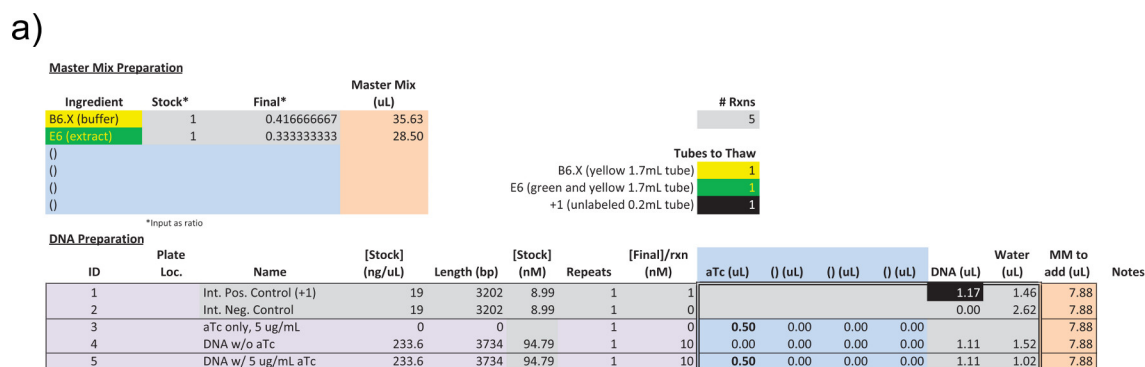 a)
Master Mix Preparation
Ingredient Stock* Final* Master Mix (uL)
B6.X (buffer) 1 0.416666667 35.63
E6 (extract) 1 0.333333333 28.50
()
()
()
()
*Input as ratio
# Rxns
5
Tubes to Thaw
B6.X (yellow 1.7mL tube) 1
E6 (green and yellow 1.7mL tube) 1
+1 (unlabeled 0.2mL tube) 1
DNA Preparation
ID Plate Loc. Name [Stock] (ng/uL) Length (bp) [Stock] (nM) Repeats [Final]/rxn (nM) aTc (uL) () (uL) () (uL) () (uL) DNA (uL) Water (uL) MM to add (uL) Notes
1 Int. Pos. Control (+1) 19 3202 8.99 1 1 1.17 1.46 7.88
2 Int. Neg. Control 19 3202 8.99 1 0 0.00 2.62 7.88
3 aTc only, 5 ug/mL 0 0 1 0 0.50 0.00 0.00 0.00 7.88
4 DNA w/o aTc 233.6 3734 94.79 1 10 0.00 0.00 0.00 0.00 1.11 1.52 7.88
5 DNA w/ 5 ug/mL aTc 233.6 3734 94.79 1 10 0.50 0.00 0.00 0.00 1.11 1.02 7.88